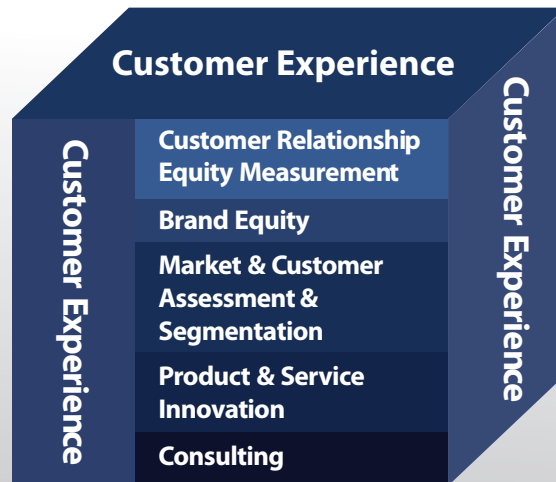 Customer Experience
Customer Experience
Customer Relationship
Equity Measurement
Brand Equity
Market & Customer
Assessment &
Segmentation
Product & Service
Innovation
Consulting
Customer Experience